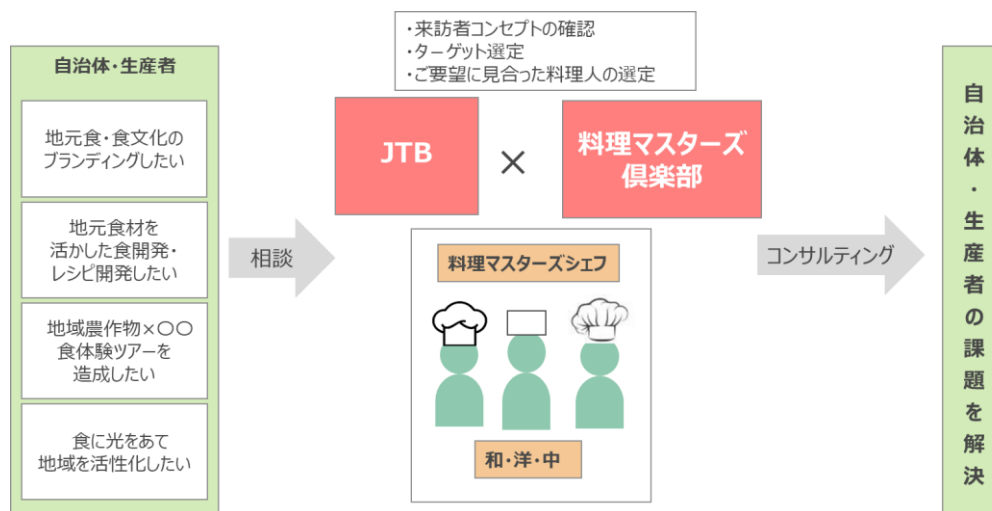 自治体・生産者
地元食・食文化の
ブランディングしたい
地元食材を
活かした食開発・
レシピ開発したい
地域農作物×〇〇
食体験ツアーを
造成したい
食に光をあて
地域を活性化したい
相談
・来訪者コンセプトの確認
・ターゲット選定
・ご要望に見合った料理人の選定
JTB
×
料理マスターズ
倶楽部
料理マスターズシェフ
和・洋・中
コンサルティング
自治体・生産者の課題を解決